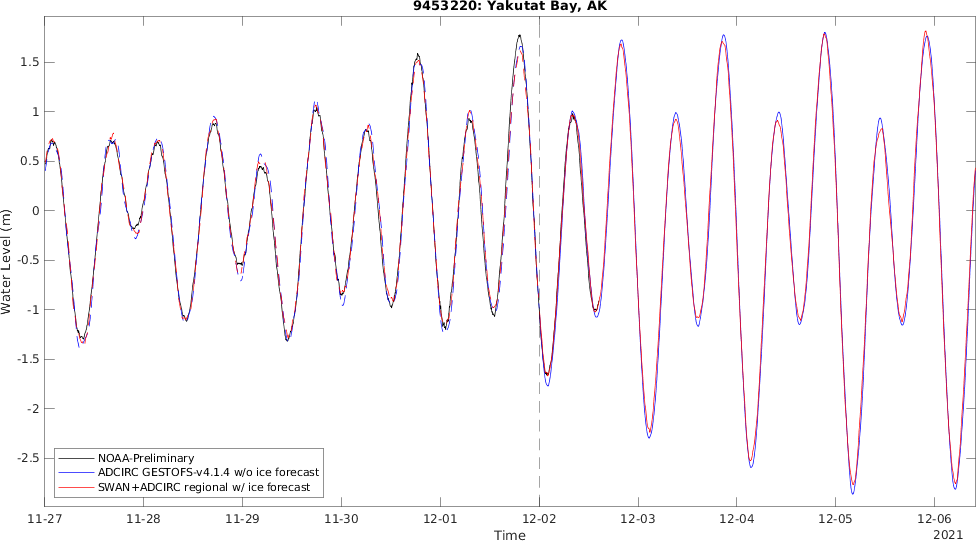 9453220: Yakutat Bay, AK
Water Level (m)
1.5
1
0.5
0
-0.5
-1
-1.5
-2
-2.5
NOAA-Preliminary
ADCIRC GESTOFS-v4.1.4 w/o ice forecast
SWAN+ADCIRC regional w/ ice forecast
11-27 11-28 11-29 11-30 12-01 12-02 12-03 12-04 12-05 12-06
Time
2021